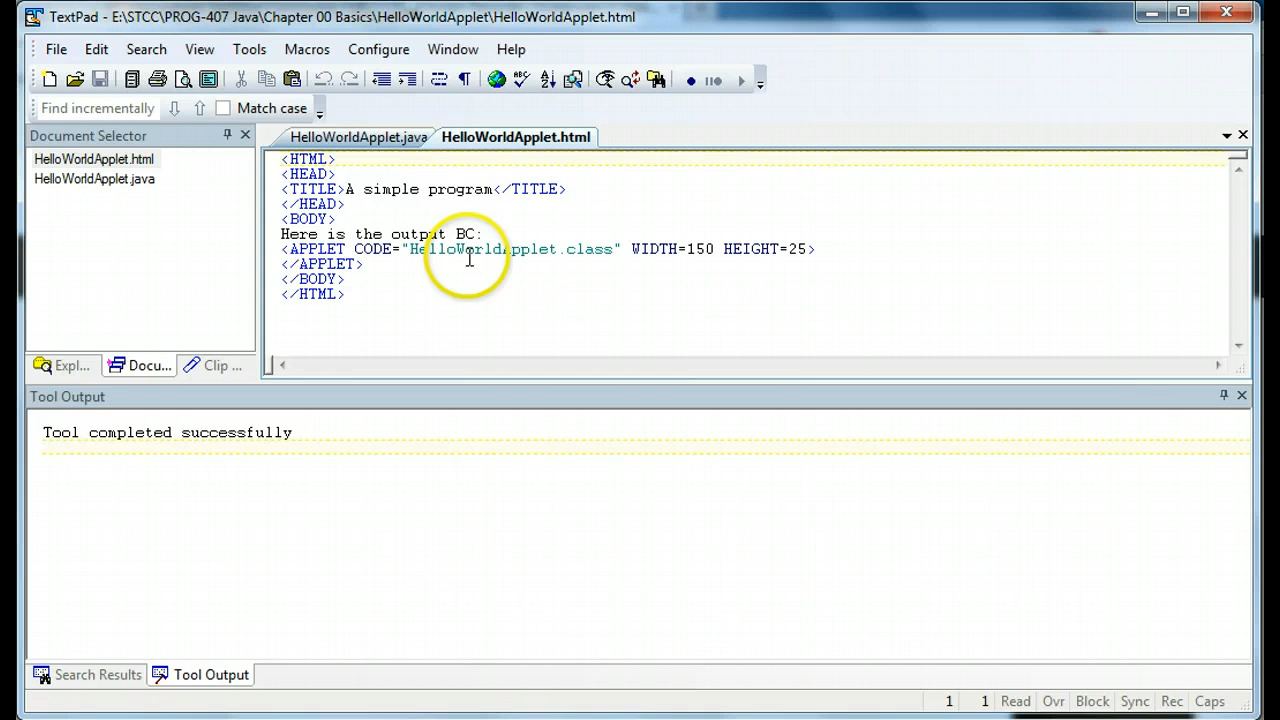 TextPad - E:\STCC\PROG-407 Java\Chapter 00 Basics\HelloWorldApplet\HelloWorldApplet.html
File Edit Search View Tools Macros Configure Window Help
Find incrementally Match case
Document Selector
HelloWorldApplet.java HelloWorldApplet.html
HelloWorldApplet.html
HelloWorldApplet.java
<HTML>
<HEAD>
<TITLE>A simple program</TITLE>
</HEAD>
<BODY>
Here is the output BC:
<APPLET CODE="HelloWorldApplet.class" WIDTH=150 HEIGHT=25>
</APPLET>
</BODY>
</HTML>
Expl... Docu... Clip ...
Tool Output
Tool completed successfully
Search Results Tool Output
1 1 Read Ovr Block Sync Rec Caps